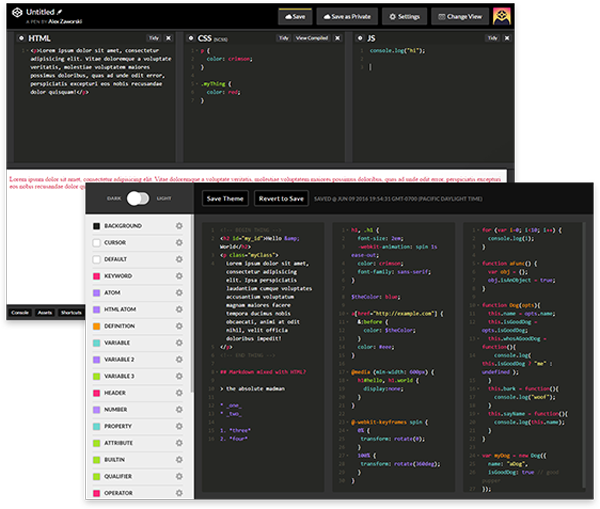 Untitled
A PEN BY Alex Zaworski
Save
Save as Private
Settings
Change View
HTML
Tidy
<p>Lorem ipsum dolor sit amet, consectetur
adipisicing elit. Vitae doloremque a voluptate
veritatis, molestiae voluptatem maiores
possimus doloribus, quas ad unde odit error,
perspiciatis excepturi eos nobis recusandae
dolor quisquam!</p>
CSS (SCSS)
Tidy
View Compiled
p {
color: crimson;
}
.myThing {
color: red;
}
JS
Tidy
console.log("hi");
Lorem ipsum dolor sit amet, consectetur adipisicing elit. Vitae doloremque a voluptate veritatis, molestiae voluptatem maiores possimus doloribus, quas ad unde odit error, perspiciatis excepturi
eos nobis recusandae dolor
Console
Assets
Shortcuts
DARK
LIGHT
Save Theme
Revert to Save
SAVED @ JUN 09 2016 19:54:31 GMT-0700 (PACIFIC DAYLIGHT TIME)
BACKGROUND
CURSOR
DEFAULT
KEYWORD
ATOM
HTML ATOM
DEFINITION
VARIABLE
VARIABLE 2
VARIABLE 3
HEADER
NUMBER
PROPERTY
ATTRIBUTE
BUILTIN
QUALIFIER
OPERATOR
<!-- BEGIN THING -->
<h2 id="my_id">Hello &amp;
World</h2>
<p class="myClass">
Lorem ipsum dolor sit amet,
consectetur adipisicing
elit. Ipsa perspiciatis
laudantium cumque voluptates
accusantium voluptatum
magnam maiores facere
tempora ducimus nobis
obcaecati, animi at odit
nihil, velit officia
doloribus impedit!
</p>
<!-- END THING -->
## Markdown mixed with HTML?
> the absolute madman
* _one_
* _two_
1. *three*
2. *four*
h1, .h1 {
font-size: 2em;
-webkit-animation: spin 1s
ease-out;
color: crimson;
font-family: sans-serif;
}
$theColor: blue;
a[href="http://example.com"] {
&:before {
color: $theColor;
}
color: #eee;
}
@media (min-width: 600px) {
h1#hello, h1.world {
display:none;
}
}
@-webkit-keyframes spin {
0% {
transform: rotate(0);
}
100% {
transform: rotate(360deg);
}
}
for (var i=0; i<10; i++) {
console.log(i);
}
function aFunc() {
var obj = {};
obj.isAnObject = true;
}
function Dog(opts){
this.name = opts.name;
this.isGoodDog =
opts.isGoodDog;
this.whosAGoodDog =
function(){
console.log(
this.isGoodDog ? "me" :
undefined );
}
this.bark = function(){
console.log("woof");
};
this.sayName = function(){
console.log(this.name);
}
}
var myDog = new Dog({
name: "aDog",
isGoodDog: true // good
pupper
});